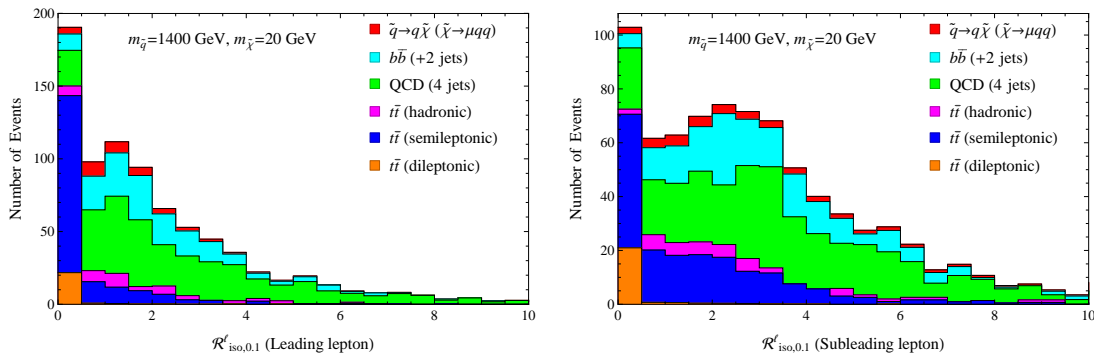 m_q̃=1400 GeV, m_χ̃=20 GeV
q̃→qχ̃ (χ̃→μqq)
bb̄ (+2 jets)
QCD (4 jets)
tt̄ (hadronic)
tt̄ (semileptonic)
tt̄ (dileptonic)
Number of Events
200
150
100
50
0
0 2 4 6 8 10
ℛ^ℓ_iso,0.1 (Leading lepton)
m_q̃=1400 GeV, m_χ̃=20 GeV
q̃→qχ̃ (χ̃→μqq)
bb̄ (+2 jets)
QCD (4 jets)
tt̄ (hadronic)
tt̄ (semileptonic)
tt̄ (dileptonic)
Number of Events
100
80
60
40
20
0
0 2 4 6 8 10
ℛ^ℓ_iso,0.1 (Subleading lepton)